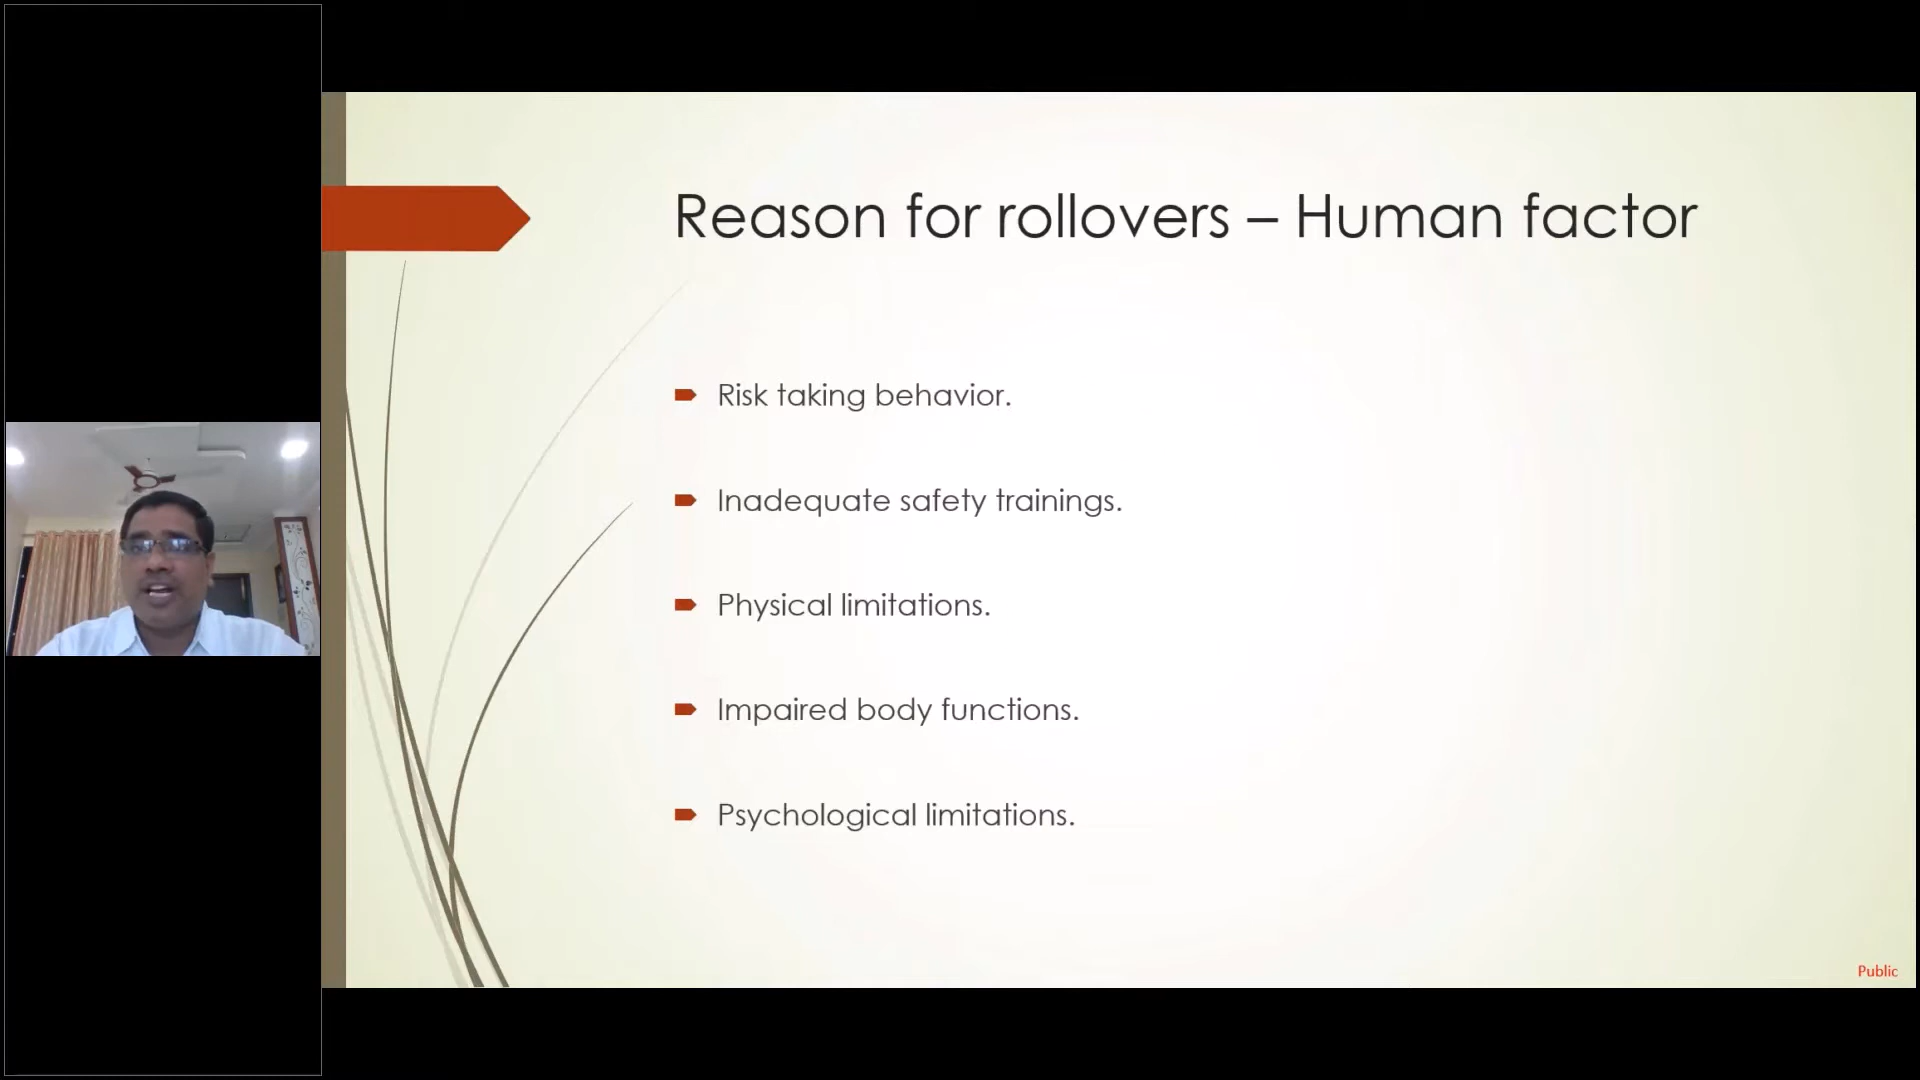 Reason for rollovers – Human factor
Risk taking behavior.
Inadequate safety trainings.
Physical limitations.
Impaired body functions.
Psychological limitations.
Public